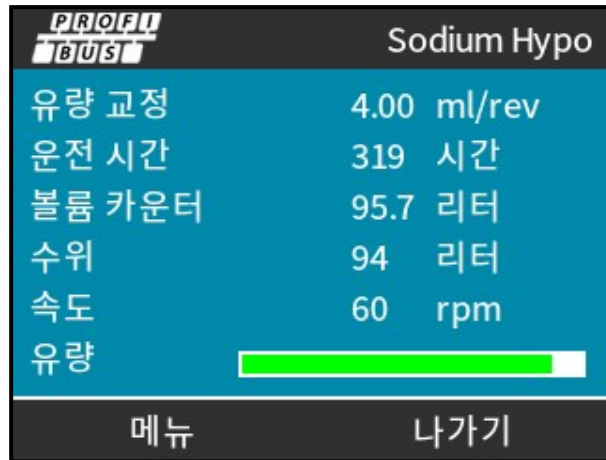 PROFI
BUS
Sodium Hypo
유량 교정 4.00 ml/rev
운전 시간 319 시간
볼륨 카운터 95.7 리터
수위 94 리터
속도 60 rpm
유량
메뉴 나가기